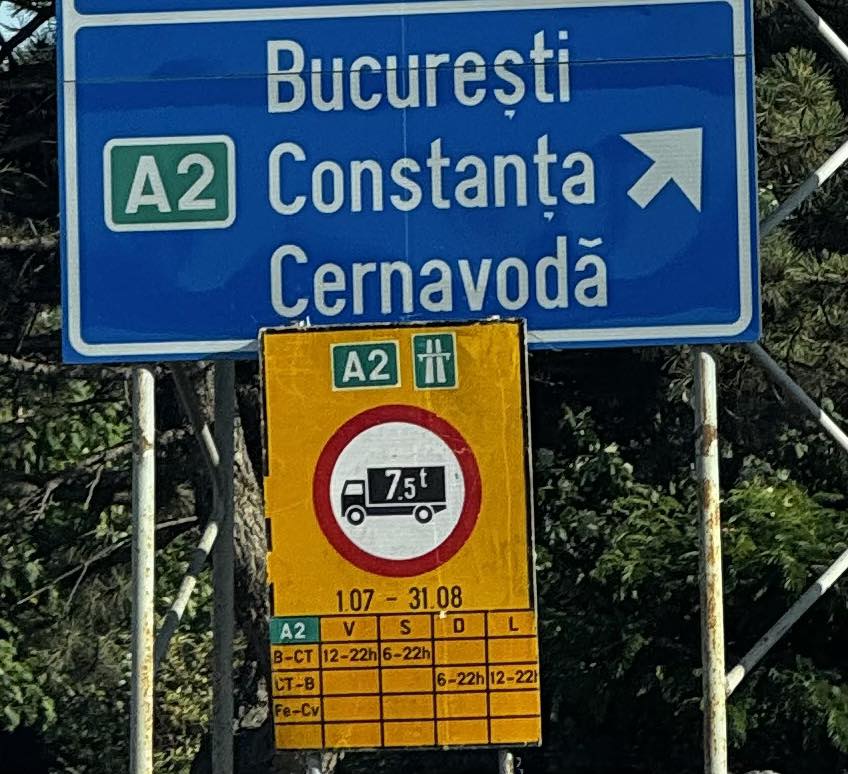 București
A2 Constanța
Cernavodă
A2
7.5t
1.07 - 31.08
A2 V S D L
B-CT 12-22h 6-22h
CT-B 6-22h 12-22h
Fe-Cv